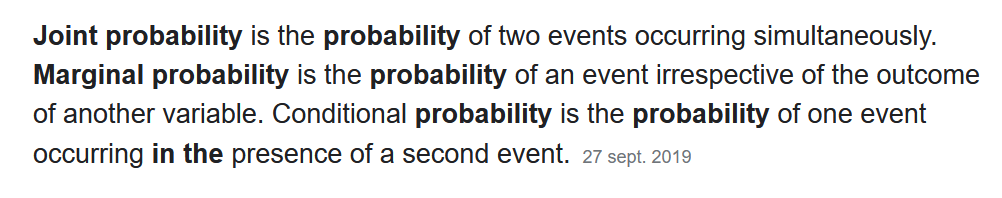 Joint probability is the probability of two events occurring simultaneously.
Marginal probability is the probability of an event irrespective of the outcome
of another variable. Conditional probability is the probability of one event
occurring in the presence of a second event. 27 sept. 2019